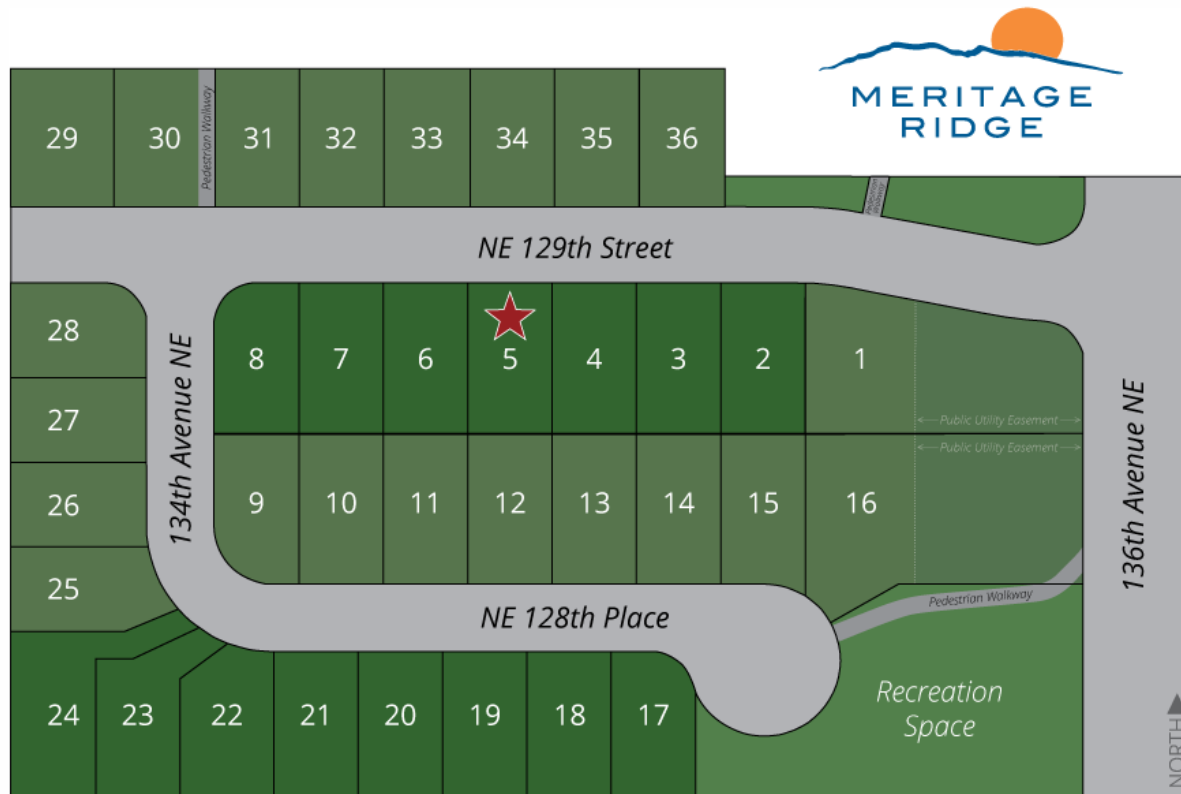 MERITAGE
RIDGE
29
30
Pedestrian Walkway
31
32
33
34
35
36
Pedestrian
Walkway
NE 129th Street
28
27
26
25
134th Avenue NE
8
7
6
5
4
3
2
1
Public Utility Easement
Public Utility Easement
9
10
11
12
13
14
15
16
136th Avenue NE
NE 128th Place
Pedestrian Walkway
24
23
22
21
20
19
18
17
Recreation
Space
NORTH